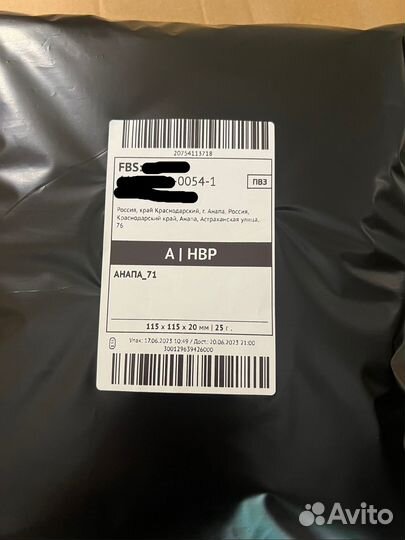 20754113718
FBS:
-0054-1
ПВЗ
Россия, край Краснодарский, г. Анапа, Россия,
Краснодарский край, Анапа, Астраханская улица,
76
А | НВР
АНАПА_71
115 x 115 x 20 мм | 25 г.
Упак: 17.06.2023 10:49 / Дост: 20.06.2023 21:00
300129639426000
Avito